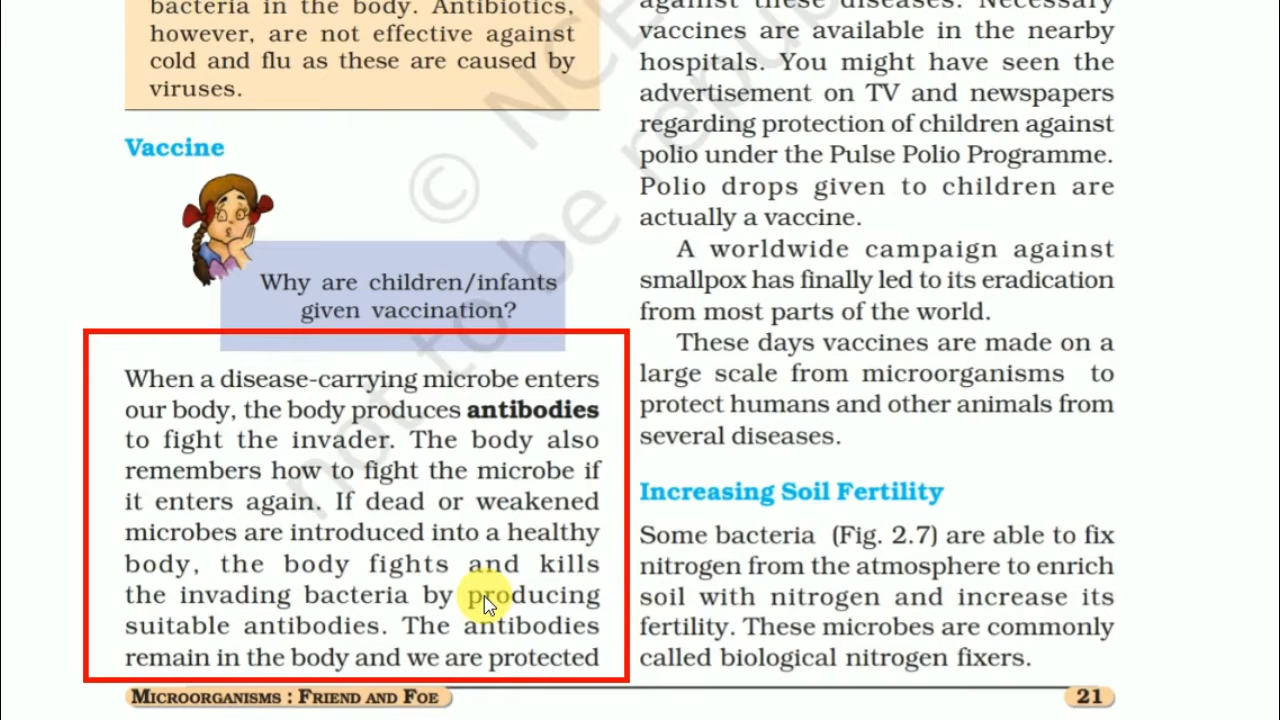 bacteria in the body. Antibiotics,
however, are not effective against
cold and flu as these are caused by
viruses.
Vaccine
Why are children/infants
given vaccination?
When a disease-carrying microbe enters
our body, the body produces antibodies
to fight the invader. The body also
remembers how to fight the microbe if
it enters again. If dead or weakened
microbes are introduced into a healthy
body, the body fights and kills
the invading bacteria by producing
suitable antibodies. The antibodies
remain in the body and we are protected
against these diseases. Necessary
vaccines are available in the nearby
hospitals. You might have seen the
advertisement on TV and newspapers
regarding protection of children against
polio under the Pulse Polio Programme.
Polio drops given to children are
actually a vaccine.
A worldwide campaign against
smallpox has finally led to its eradication
from most parts of the world.
These days vaccines are made on a
large scale from microorganisms to
protect humans and other animals from
several diseases.
Increasing Soil Fertility
Some bacteria (Fig. 2.7) are able to fix
nitrogen from the atmosphere to enrich
soil with nitrogen and increase its
fertility. These microbes are commonly
called biological nitrogen fixers.
MICROORGANISMS : FRIEND AND FOE
21
© NCE
not to be repub